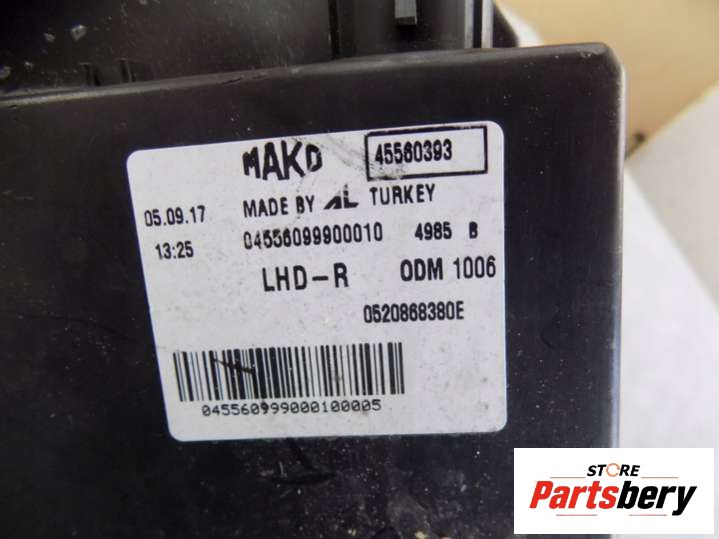 MAKO 45560393
05.09.17 MADE BY AL TURKEY
13:25 04556099900010 4985 B
LHD-R ODM 1006
0520868380E
045560999000100005
STORE
Partsbery